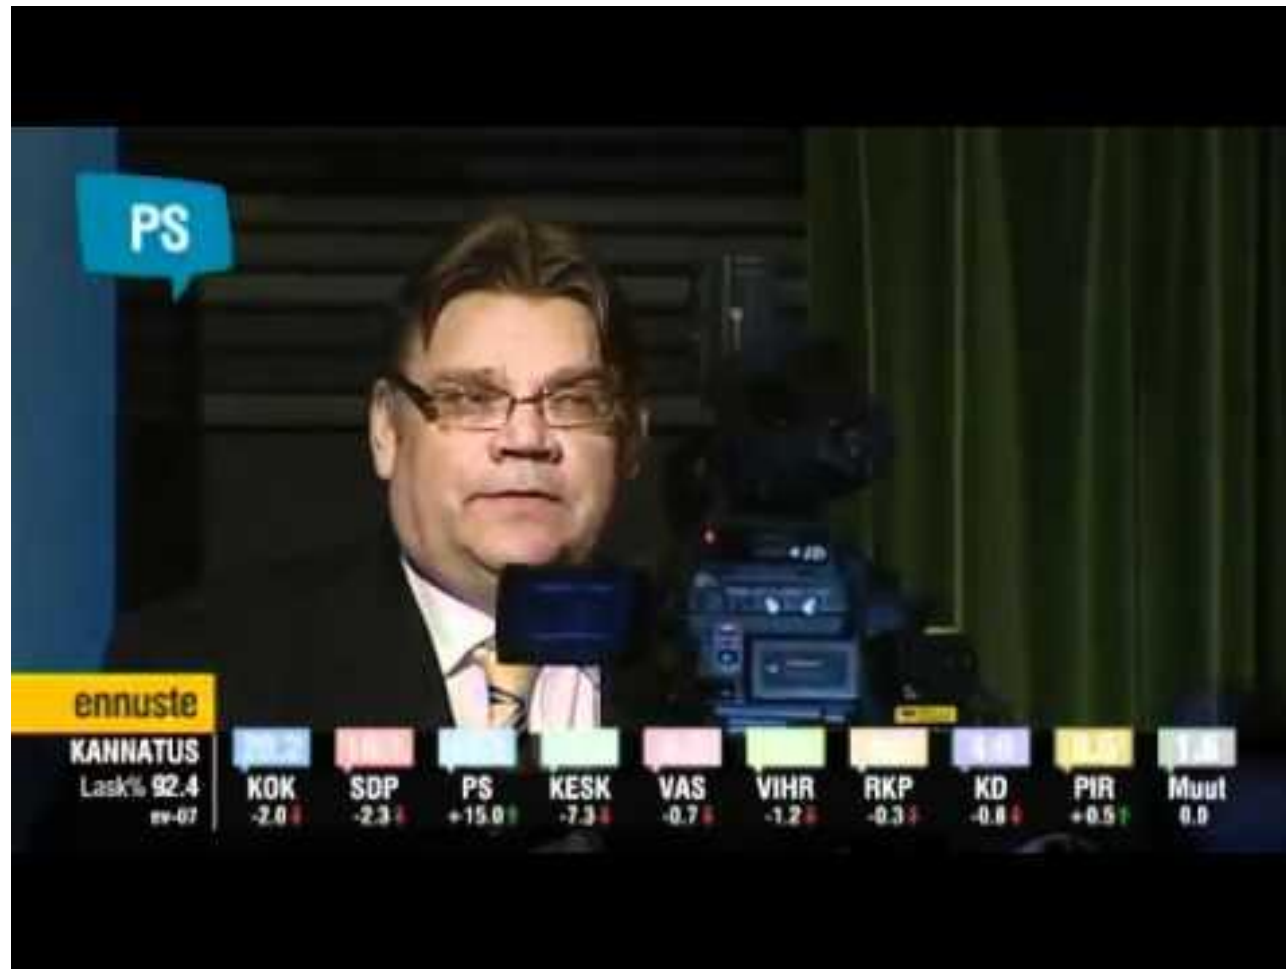 PS
ennuste
KANNATUS
Lask% 92.4
ev-07
20.2
1.6
KOK SDP PS KESK VAS VIHR RKP KD PIR Muut
-2.0 -2.3 +15.0 -7.3 -0.7 -1.2 -0.3 -0.8 +0.5 0.0